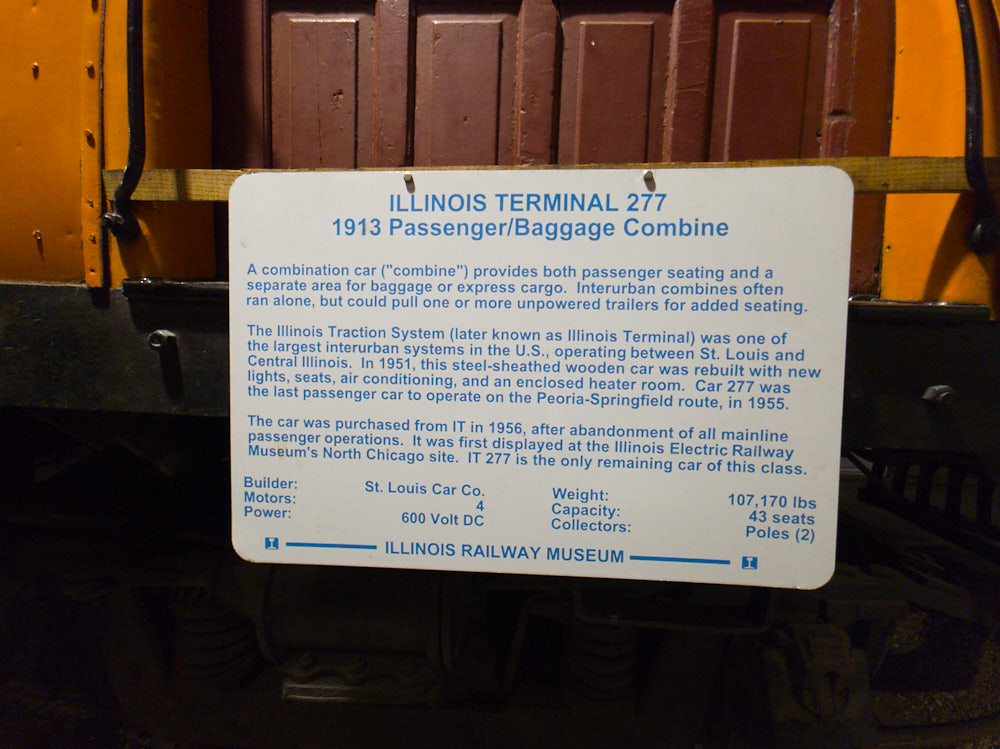 ILLINOIS TERMINAL 277
1913 Passenger/Baggage Combine
A combination car ("combine") provides both passenger seating and a
separate area for baggage or express cargo. Interurban combines often
ran alone, but could pull one or more unpowered trailers for added seating.
The Illinois Traction System (later known as Illinois Terminal) was one of
the largest interurban systems in the U.S., operating between St. Louis and
Central Illinois. In 1951, this steel-sheathed wooden car was rebuilt with new
lights, seats, air conditioning, and an enclosed heater room. Car 277 was
the last passenger car to operate on the Peoria-Springfield route, in 1955.
The car was purchased from IT in 1956, after abandonment of all mainline
passenger operations. It was first displayed at the Illinois Electric Railway
Museum's North Chicago site. IT 277 is the only remaining car of this class.
Builder: St. Louis Car Co. Weight: 107,170 lbs
Motors: 4 Capacity: 43 seats
Power: 600 Volt DC Collectors: Poles (2)
I ILLINOIS RAILWAY MUSEUM I